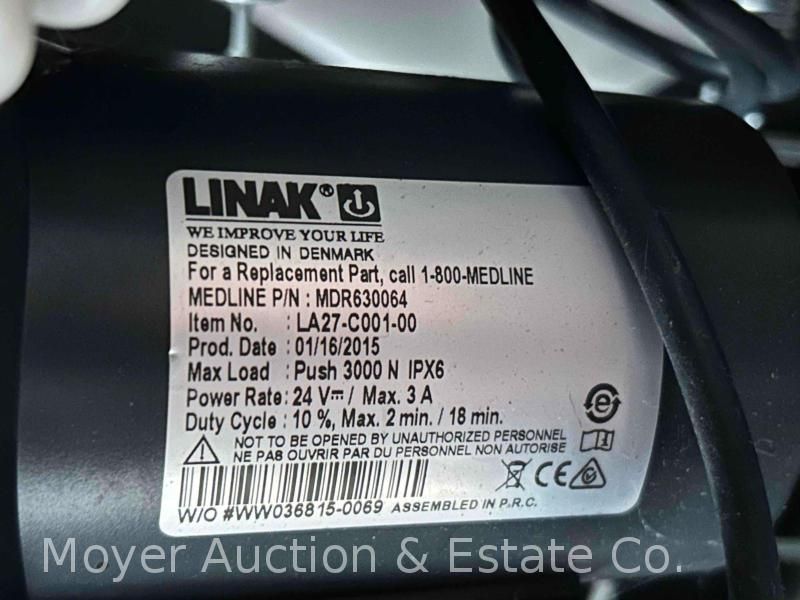 LINAK®
WE IMPROVE YOUR LIFE
DESIGNED IN DENMARK
For a Replacement Part, call 1-800-MEDLINE
MEDLINE P/N : MDR630064
Item No. : LA27-C001-00
Prod. Date : 01/16/2015
Max Load : Push 3000 N IPX6
Power Rate: 24 V⎓ / Max. 3 A
Duty Cycle : 10 %, Max. 2 min. / 18 min.
NOT TO BE OPENED BY UNAUTHORIZED PERSONNEL
NE PAS OUVRIR PAR DU PERSONNEL NON AUTORISE
CE
W/O #WW036815-0069 ASSEMBLED IN P.R.C.
Moyer Auction & Estate Co.